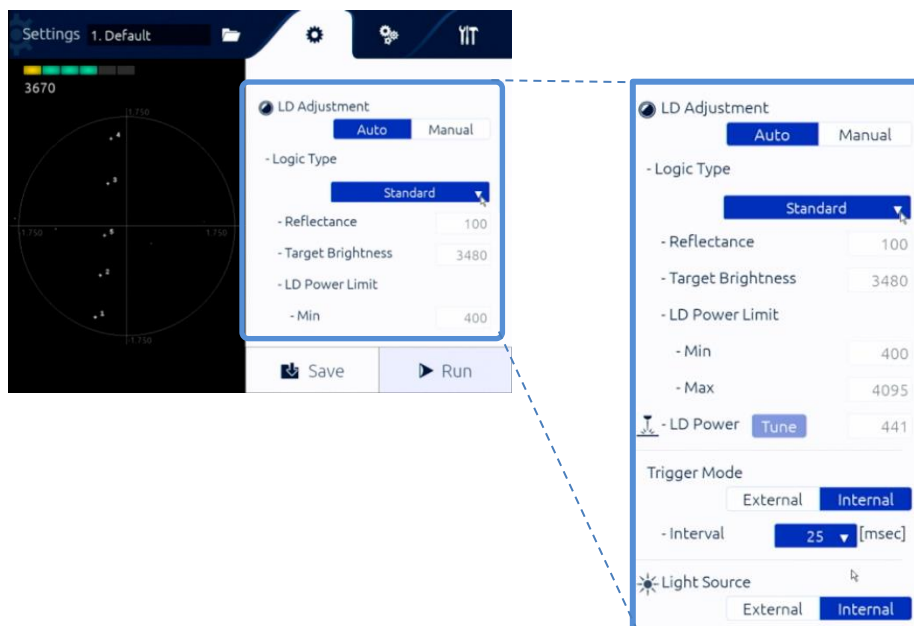 Settings 1. Default
3670
1.750
4
3
1.750 5 1.750
2
1
-1.750
LD Adjustment
Auto Manual
- Logic Type
Standard
- Reflectance 100
- Target Brightness 3480
- LD Power Limit
- Min 400
Save Run
LD Adjustment
Auto Manual
- Logic Type
Standard
- Reflectance 100
- Target Brightness 3480
- LD Power Limit
- Min 400
- Max 4095
- LD Power Tune 441
Trigger Mode
External Internal
- Interval 25 [msec]
Light Source
External Internal